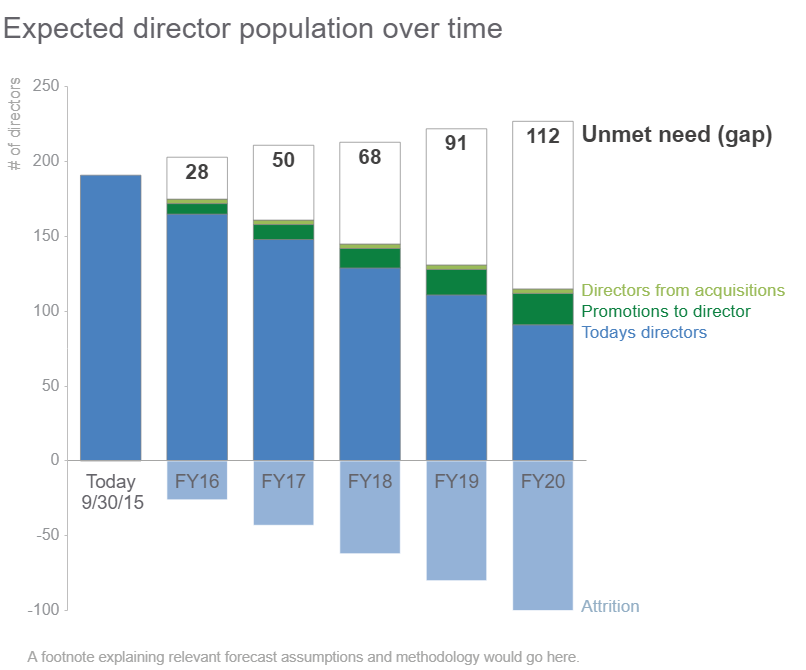 Expected director population over time
# of directors
250
200
150
100
50
0
-50
-100
28
50
68
91
112
Unmet need (gap)
Directors from acquisitions
Promotions to director
Todays directors
Today
9/30/15
FY16
FY17
FY18
FY19
FY20
Attrition
A footnote explaining relevant forecast assumptions and methodology would go here.